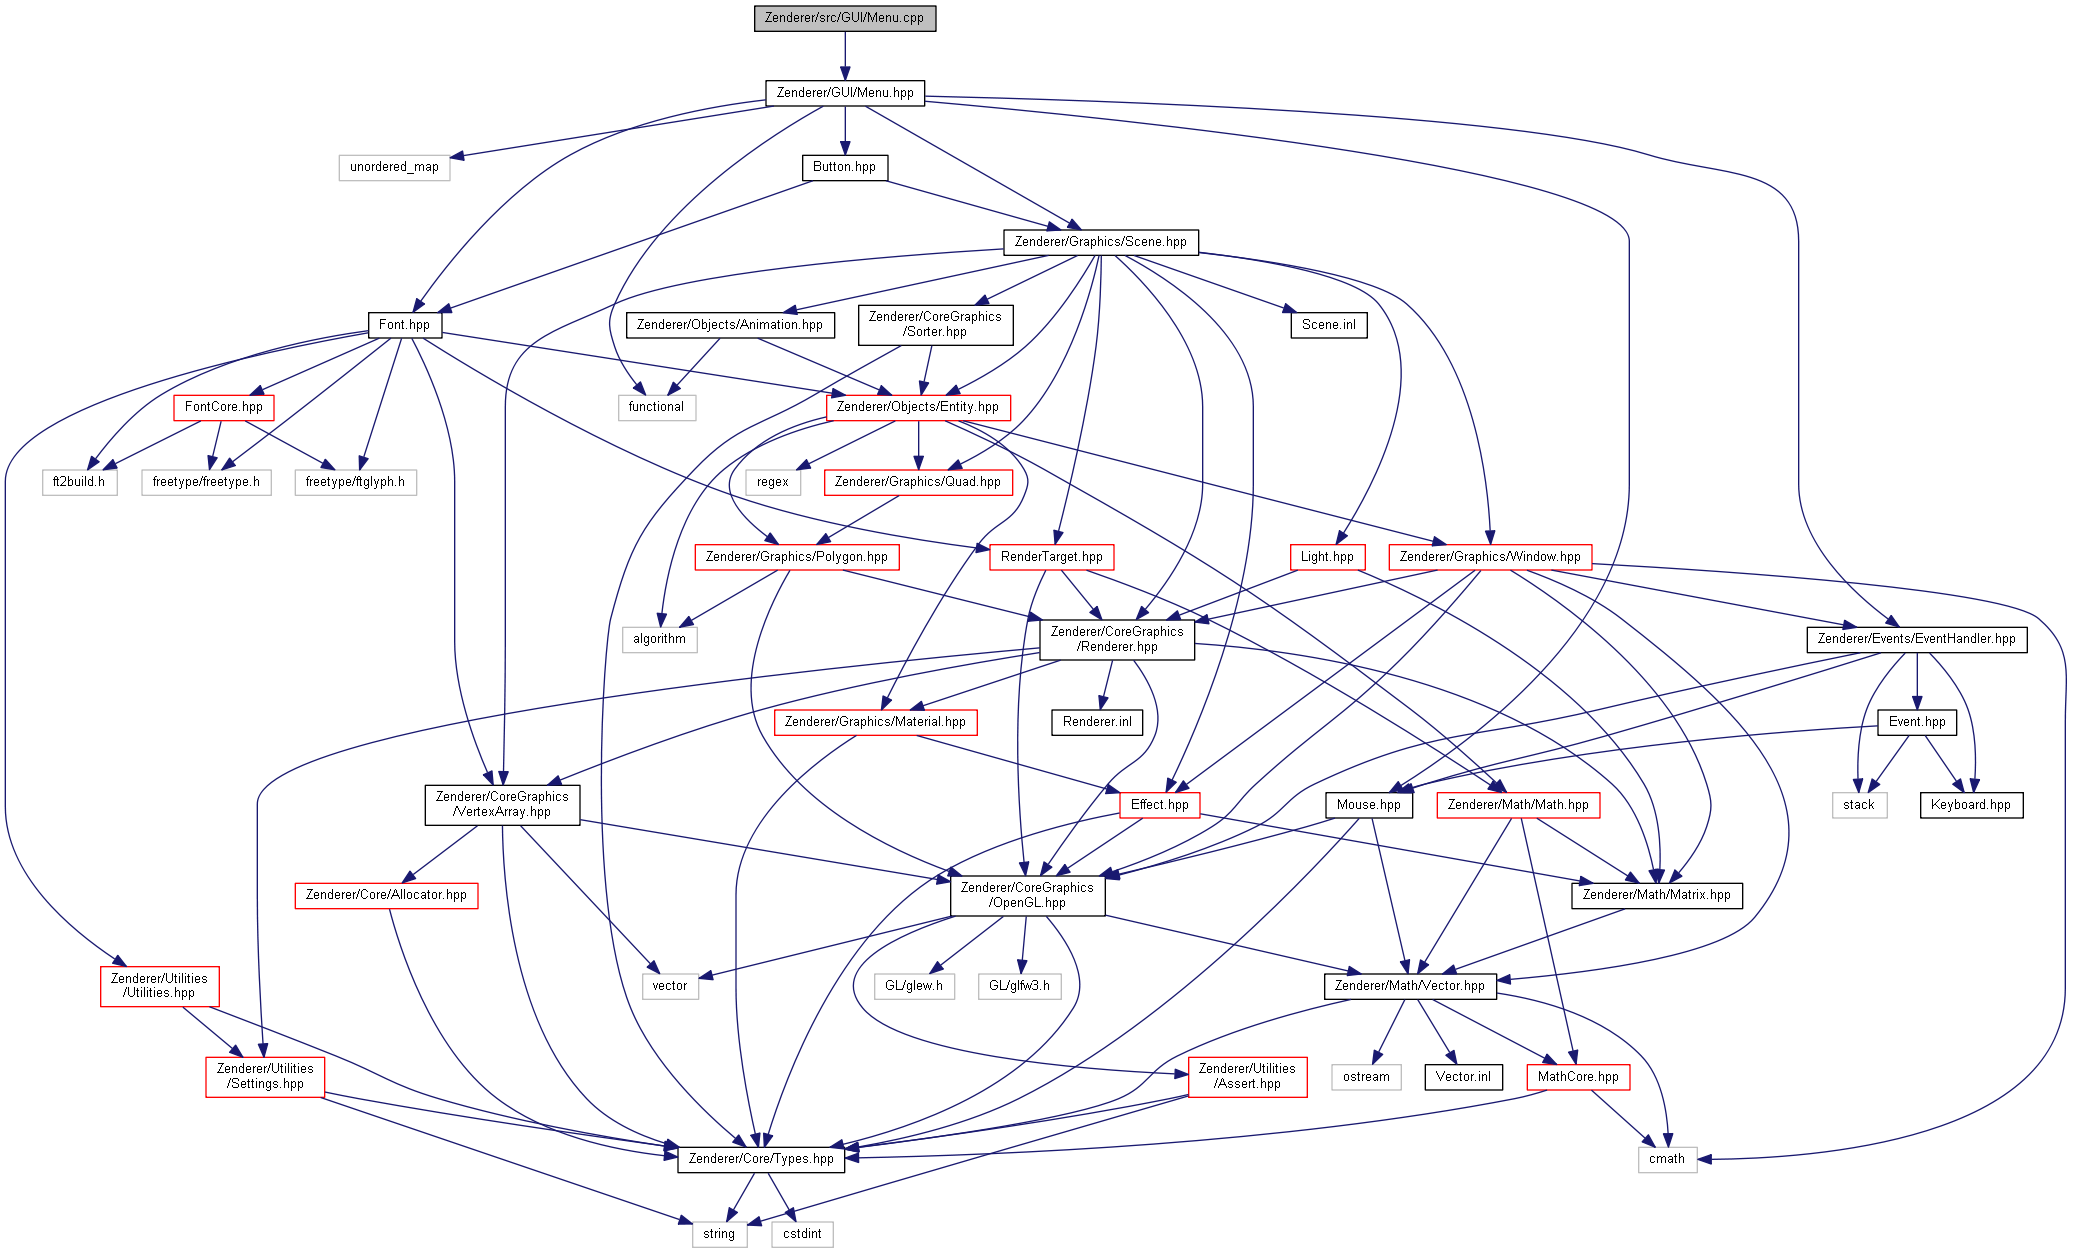 Zenderer/src/GUI/Menu.cpp
Zenderer/GUI/Menu.hpp
unordered_map
Button.hpp
Zenderer/Graphics/Scene.hpp
Font.hpp
Zenderer/Objects/Animation.hpp
Zenderer/CoreGraphics
/Sorter.hpp
Scene.inl
FontCore.hpp
functional
Zenderer/Objects/Entity.hpp
ft2build.h
freetype/freetype.h
freetype/ftglyph.h
regex
Zenderer/Graphics/Quad.hpp
Zenderer/Graphics/Polygon.hpp
RenderTarget.hpp
Light.hpp
Zenderer/Graphics/Window.hpp
algorithm
Zenderer/CoreGraphics
/Renderer.hpp
Zenderer/Events/EventHandler.hpp
Zenderer/Graphics/Material.hpp
Renderer.inl
Event.hpp
Zenderer/CoreGraphics
/VertexArray.hpp
Effect.hpp
Mouse.hpp
Zenderer/Math/Math.hpp
stack
Keyboard.hpp
Zenderer/Core/Allocator.hpp
Zenderer/CoreGraphics
/OpenGL.hpp
Zenderer/Math/Matrix.hpp
Zenderer/Utilities
/Utilities.hpp
vector
GL/glew.h
GL/glfw3.h
Zenderer/Math/Vector.hpp
Zenderer/Utilities
/Settings.hpp
Zenderer/Utilities
/Assert.hpp
ostream
Vector.inl
MathCore.hpp
Zenderer/Core/Types.hpp
cmath
string
cstdint